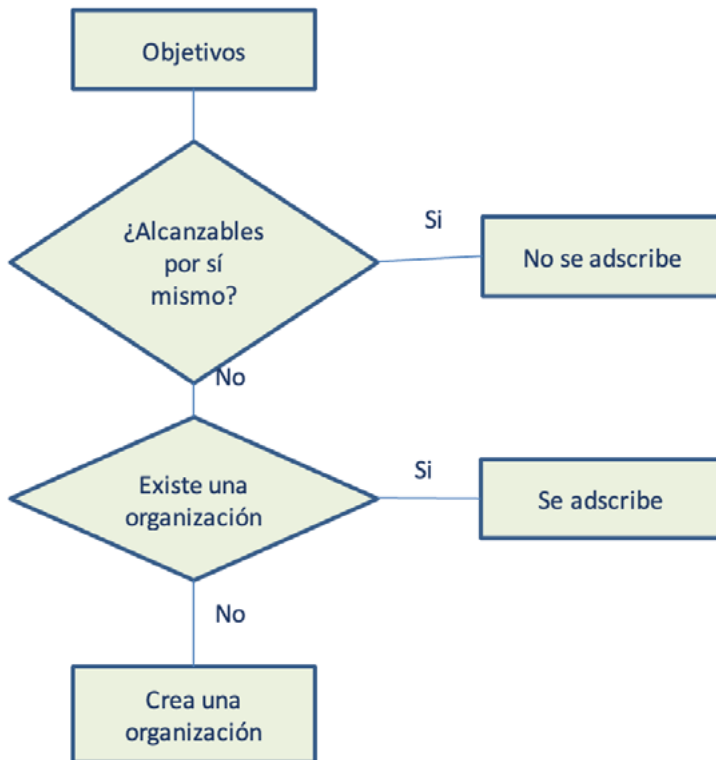 Objetivos
¿Alcanzables
por sí
mismo?
Si
No se adscribe
No
Existe una
organización
Si
Se adscribe
No
Crea una
organización